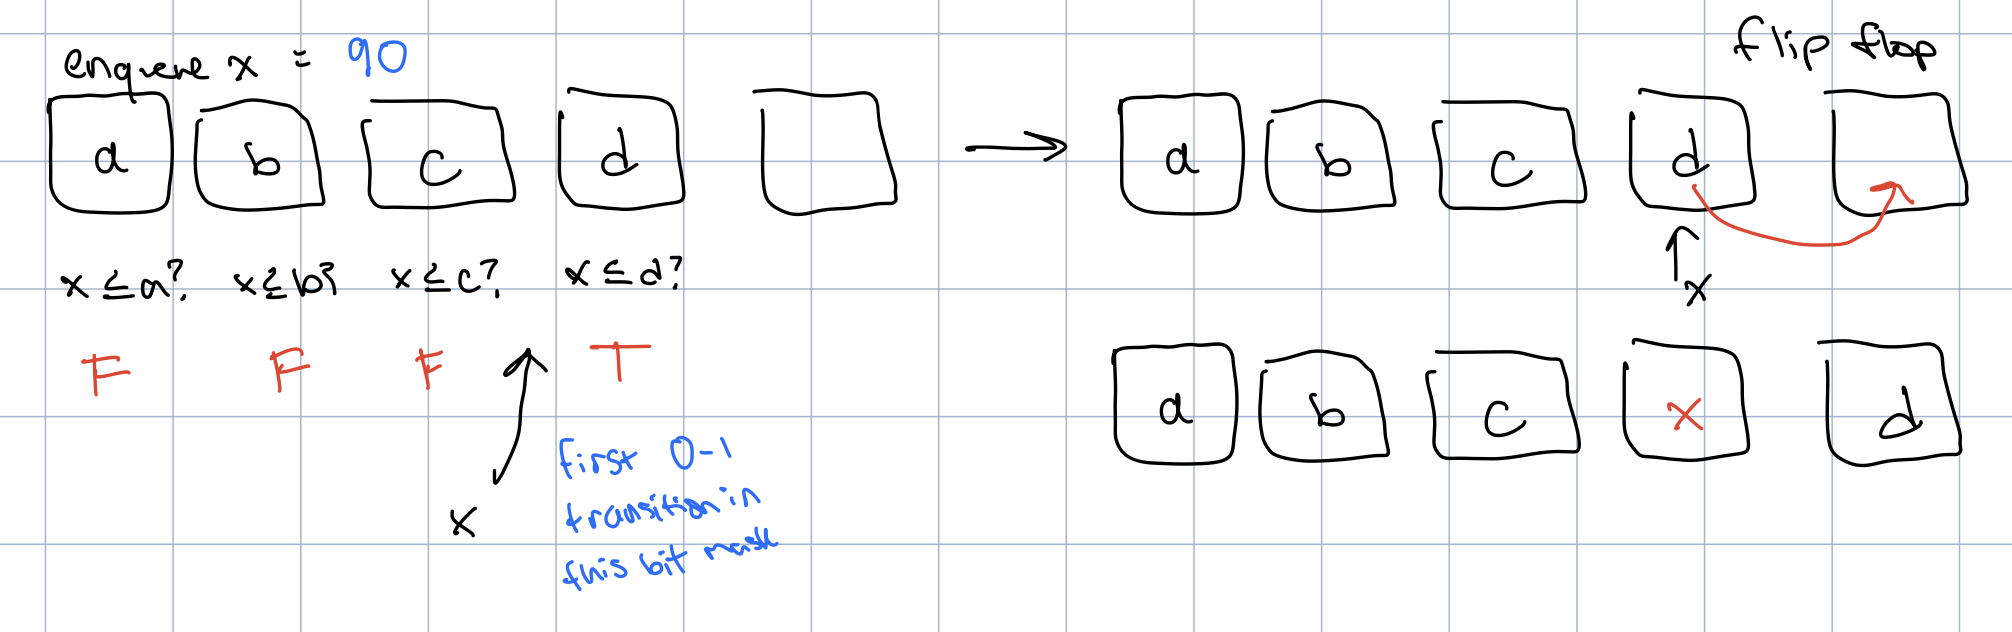 enqueue x = 90
flip flop
a b c d
a b c d
x ≤ a? x ≤ b? x ≤ c? x ≤ d?
x
F F F T
a b c x d
first 0-1
transition in
this bit mask
x